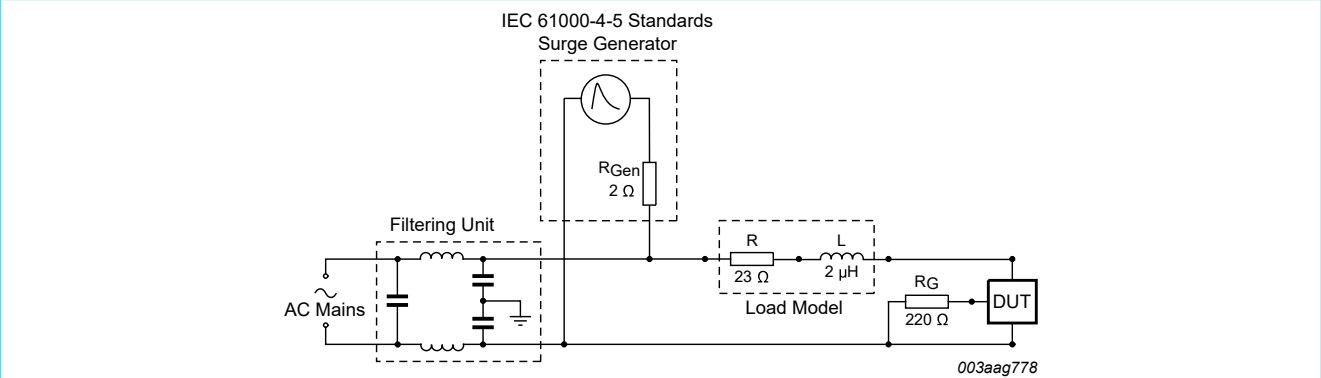 IEC 61000-4-5 Standards
Surge Generator
RGen
2 Ω
Filtering Unit
R
L
23 Ω
2 μH
RG
220 Ω
DUT
AC Mains
Load Model
003aag778